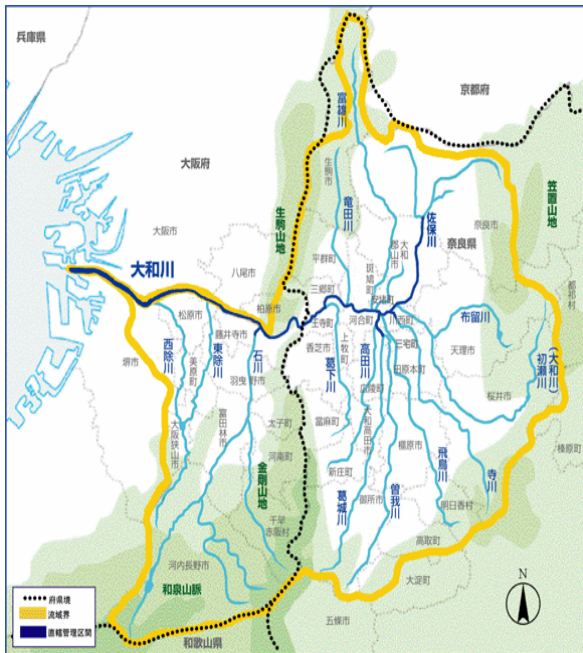 兵庫県
京都府
富雄川
大阪府
生駒市
竜田川
笠置山地
生駒山地
佐保川
奈良市
奈良県
大和郡山市
大阪市
大和川
八尾市
平群町
斑鳩町
都祁村
三郷町
柏原市
安堵町
松原市
王寺町
河合町
川西町
布留川
藤井寺市
石川
香芝市
上牧町
高田川
三宅町
天理市
(大和川)
初瀬川
西除川
東除川
堺市
美原町
羽曳野市
葛下川
田原本町
広陵町
桜井市
大阪狭山市
富田林市
太子町
當麻町
大和高田市
橿原市
飛鳥川
寺川
榛原町
河南町
金剛山地
新庄町
葛城川
御所市
曽我川
明日香村
千早赤阪村
高取町
河内長野市
和泉山脈
大淀町
五條市
和歌山県
府県境
流域界
直轄管理区間
N